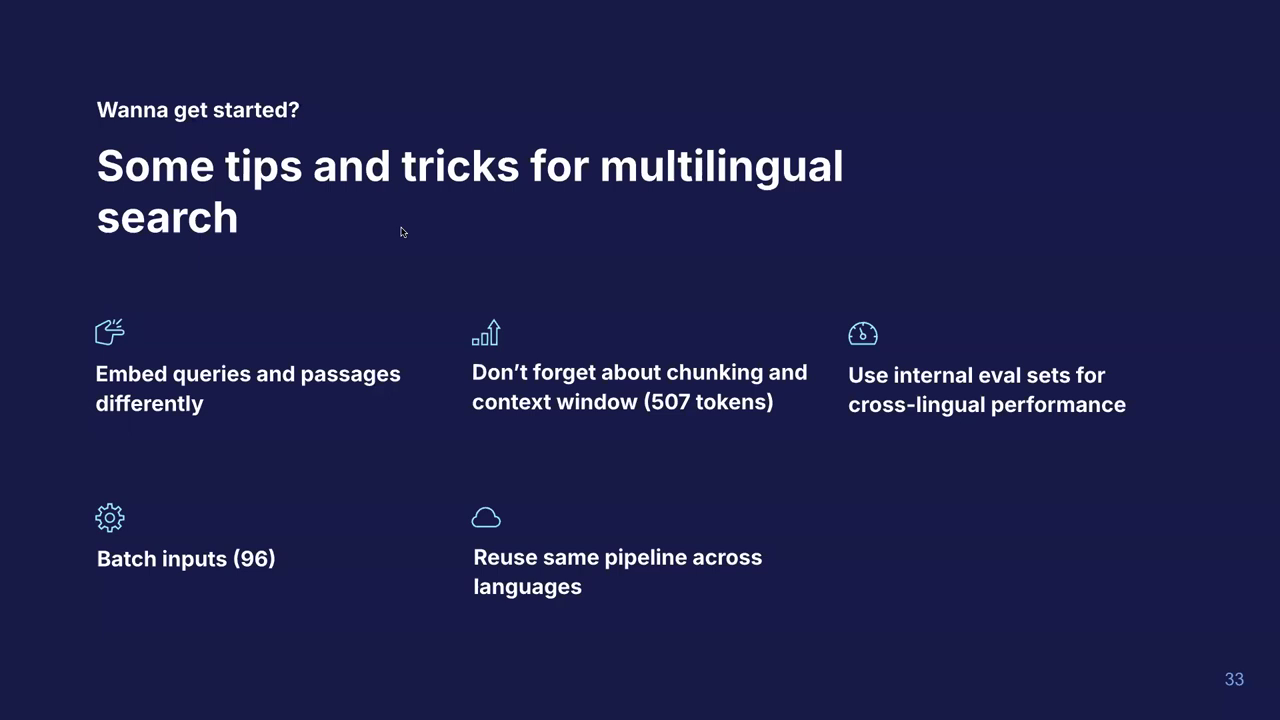 Wanna get started?
Some tips and tricks for multilingual
search
Embed queries and passages
differently
Don’t forget about chunking and
context window (507 tokens)
Use internal eval sets for
cross-lingual performance
Batch inputs (96)
Reuse same pipeline across
languages
33